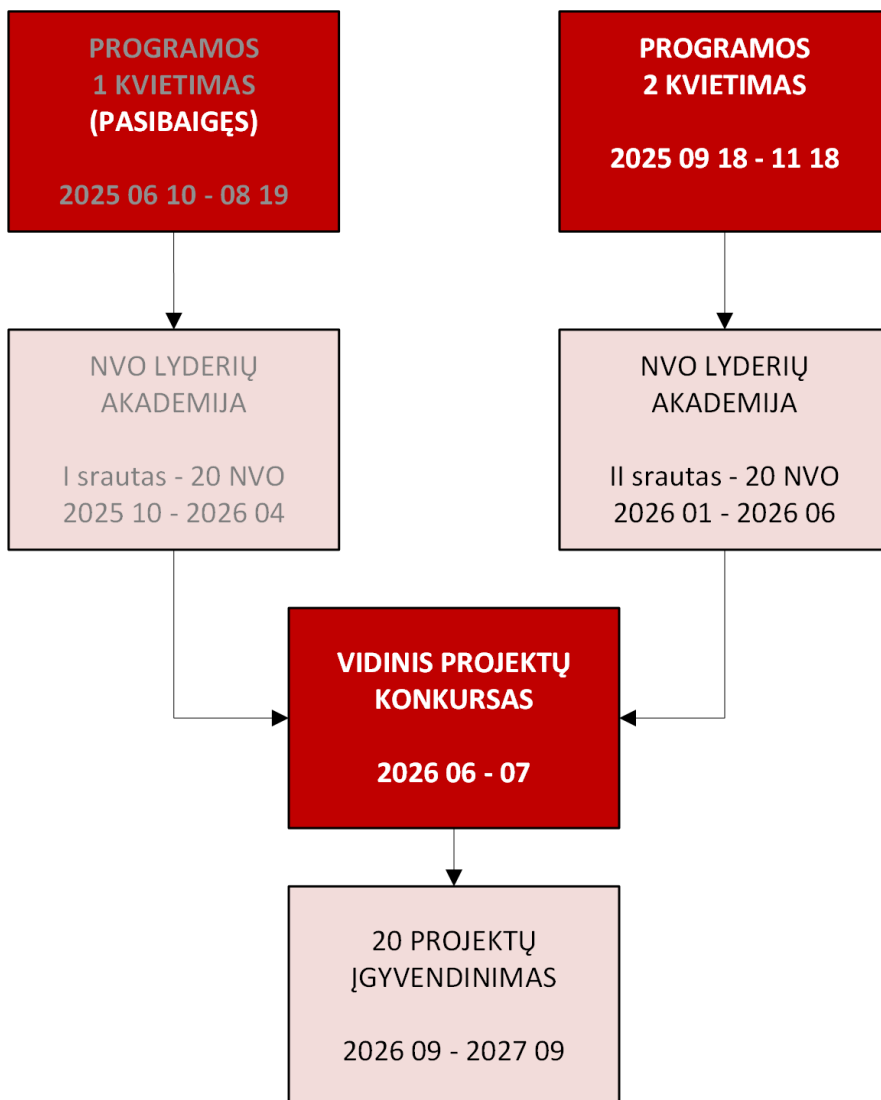 PROGRAMOS
1 KVIETIMAS
(PASIBAIGĘS)
2025 06 10 - 08 19
PROGRAMOS
2 KVIETIMAS
2025 09 18 - 11 18
NVO LYDERIŲ
AKADEMIJA
I srautas - 20 NVO
2025 10 - 2026 04
NVO LYDERIŲ
AKADEMIJA
II srautas - 20 NVO
2026 01 - 2026 06
VIDINIS PROJEKTŲ
KONKURSAS
2026 06 - 07
20 PROJEKTŲ
ĮGYVENDINIMAS
2026 09 - 2027 09